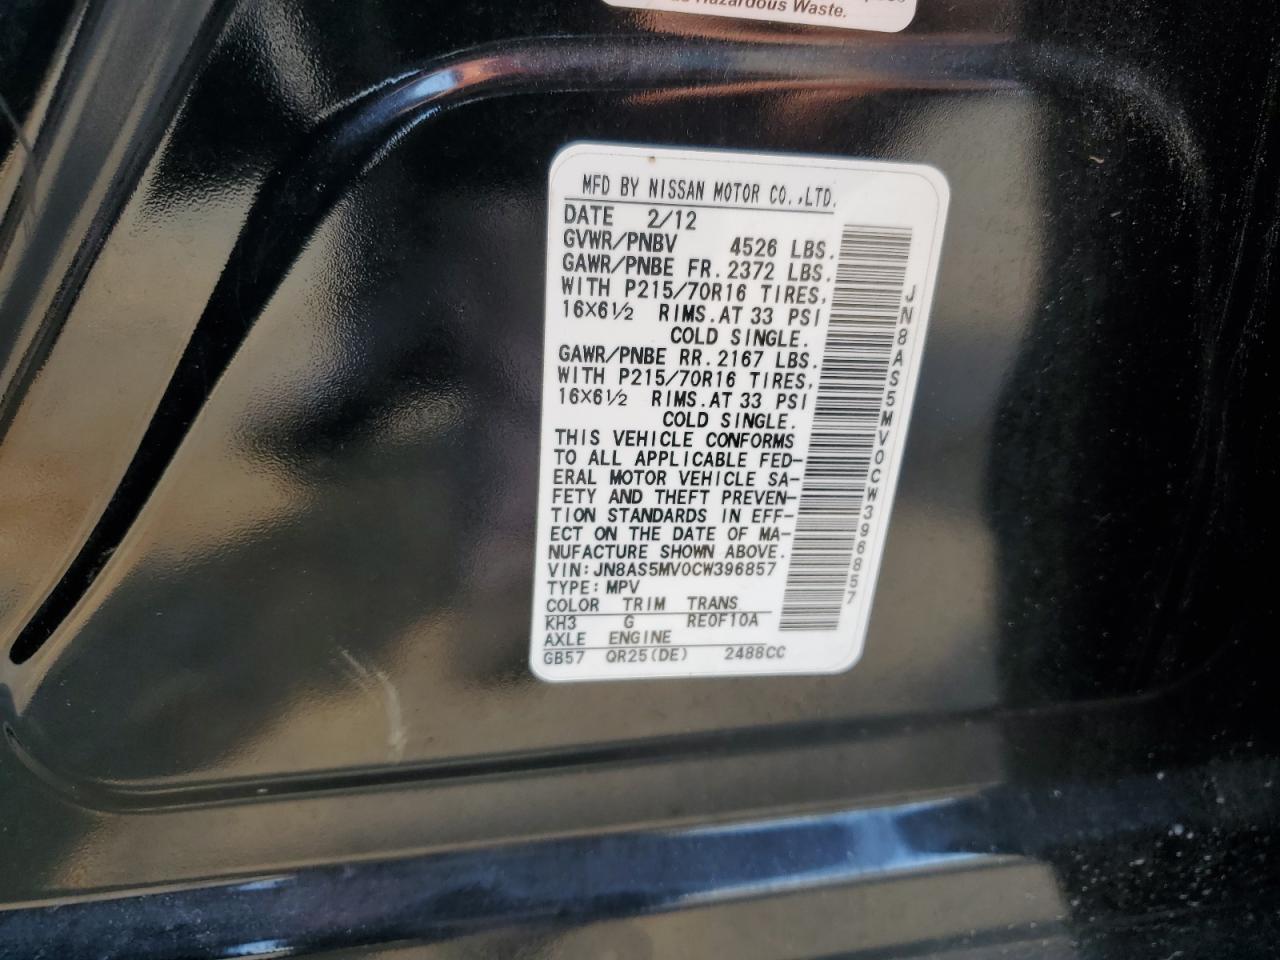 as Hazardous Waste.
MFD BY NISSAN MOTOR CO.,LTD.
DATE 2/12
GVWR/PNBV 4526 LBS.
GAWR/PNBE FR. 2372 LBS.
WITH P215/70R16 TIRES,
16X6½ RIMS.AT 33 PSI
COLD SINGLE.
GAWR/PNBE RR. 2167 LBS.
WITH P215/70R16 TIRES,
16X6½ RIMS.AT 33 PSI
COLD SINGLE.
THIS VEHICLE CONFORMS
TO ALL APPLICABLE FED-
ERAL MOTOR VEHICLE SA-
FETY AND THEFT PREVEN-
TION STANDARDS IN EFF-
ECT ON THE DATE OF MA-
NUFACTURE SHOWN ABOVE.
VIN: JN8AS5MV0CW396857
TYPE: MPV
COLOR TRIM TRANS
KH3 G RE0F10A
AXLE ENGINE
GB57 QR25(DE) 2488CC
JN8AS5MV0CW396857